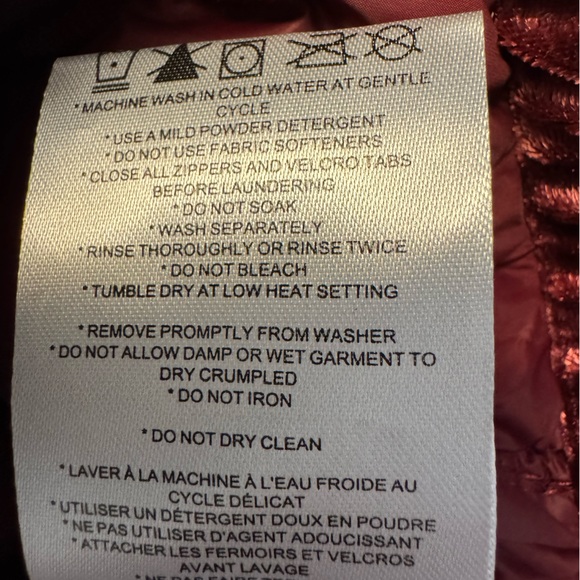 * MACHINE WASH IN COLD WATER AT GENTLE
CYCLE
* USE A MILD POWDER DETERGENT
* DO NOT USE FABRIC SOFTENERS
* CLOSE ALL ZIPPERS AND VELCRO TABS
BEFORE LAUNDERING
* DO NOT SOAK
* WASH SEPARATELY
* RINSE THOROUGHLY OR RINSE TWICE
* DO NOT BLEACH
* TUMBLE DRY AT LOW HEAT SETTING
* REMOVE PROMPTLY FROM WASHER
* DO NOT ALLOW DAMP OR WET GARMENT TO
DRY CRUMPLED
* DO NOT IRON
* DO NOT DRY CLEAN
* LAVER À LA MACHINE À L'EAU FROIDE AU
CYCLE DÉLICAT
* UTILISER UN DÉTERGENT DOUX EN POUDRE
* NE PAS UTILISER D'AGENT ADOUCISSANT
* ATTACHER LES FERMOIRS ET VELCROS
AVANT LAVAGE
* NE PAS